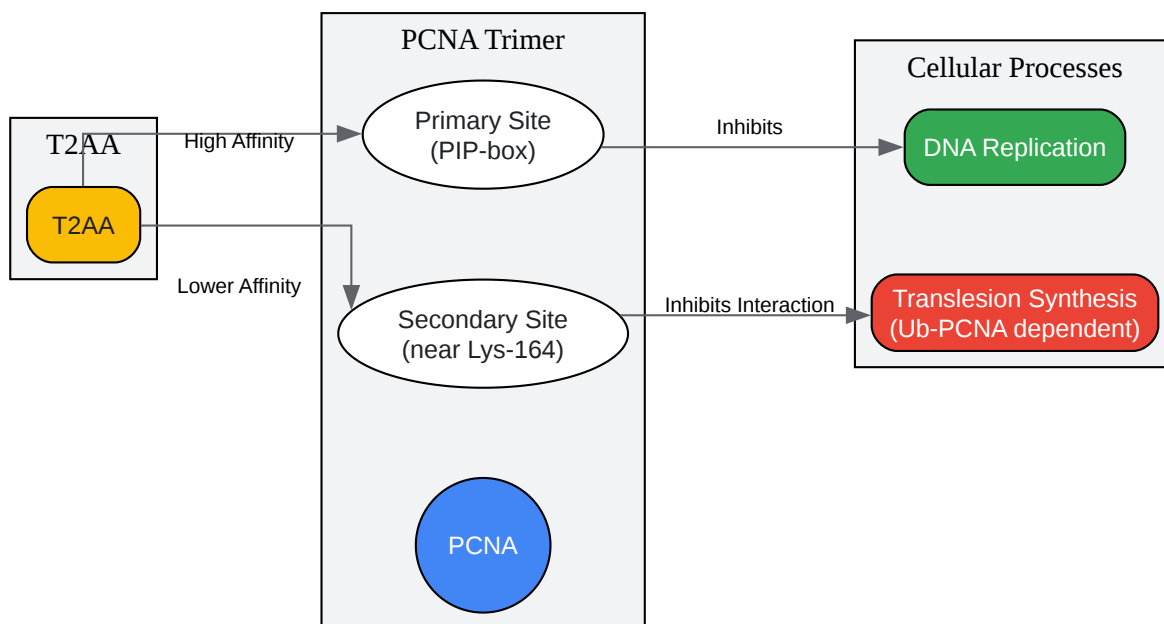 T2AA
T2AA
High Affinity
Lower Affinity
PCNA Trimer
Primary Site
(PIP-box)
Secondary Site
(near Lys-164)
PCNA
Inhibits
Inhibits Interaction
Cellular Processes
DNA Replication
Translesion Synthesis
(Ub-PCNA dependent)